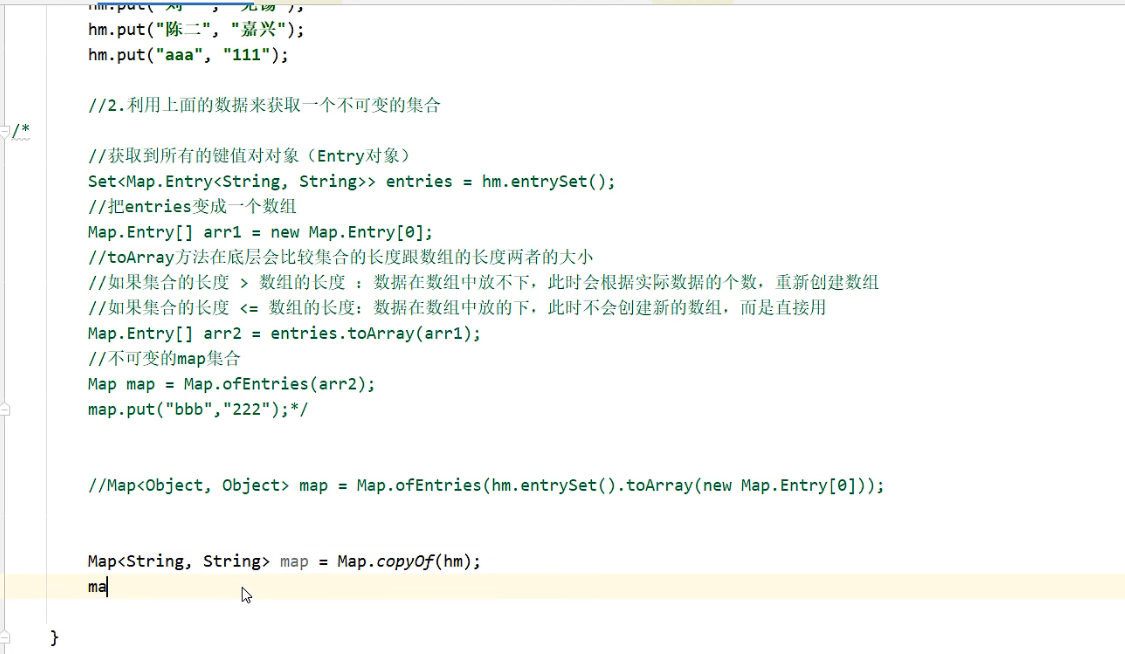 hm.put("陈二", "嘉兴");
hm.put("aaa", "111");
//2.利用上面的数据来获取一个不可变的集合
/*
//获取到所有的键值对对象（Entry对象）
Set<Map.Entry<String, String>> entries = hm.entrySet();
//把entries变成一个数组
Map.Entry[] arr1 = new Map.Entry[0];
//toArray方法在底层会比较集合的长度跟数组的长度两者的大小
//如果集合的长度 > 数组的长度 ：数据在数组中放不下，此时会根据实际数据的个数，重新创建数组
//如果集合的长度 <= 数组的长度：数据在数组中放的下，此时不会创建新的数组，而是直接用
Map.Entry[] arr2 = entries.toArray(arr1);
//不可变的map集合
Map map = Map.ofEntries(arr2);
map.put("bbb","222");*/
//Map<Object, Object> map = Map.ofEntries(hm.entrySet().toArray(new Map.Entry[0]));
Map<String, String> map = Map.copyOf(hm);
ma
}